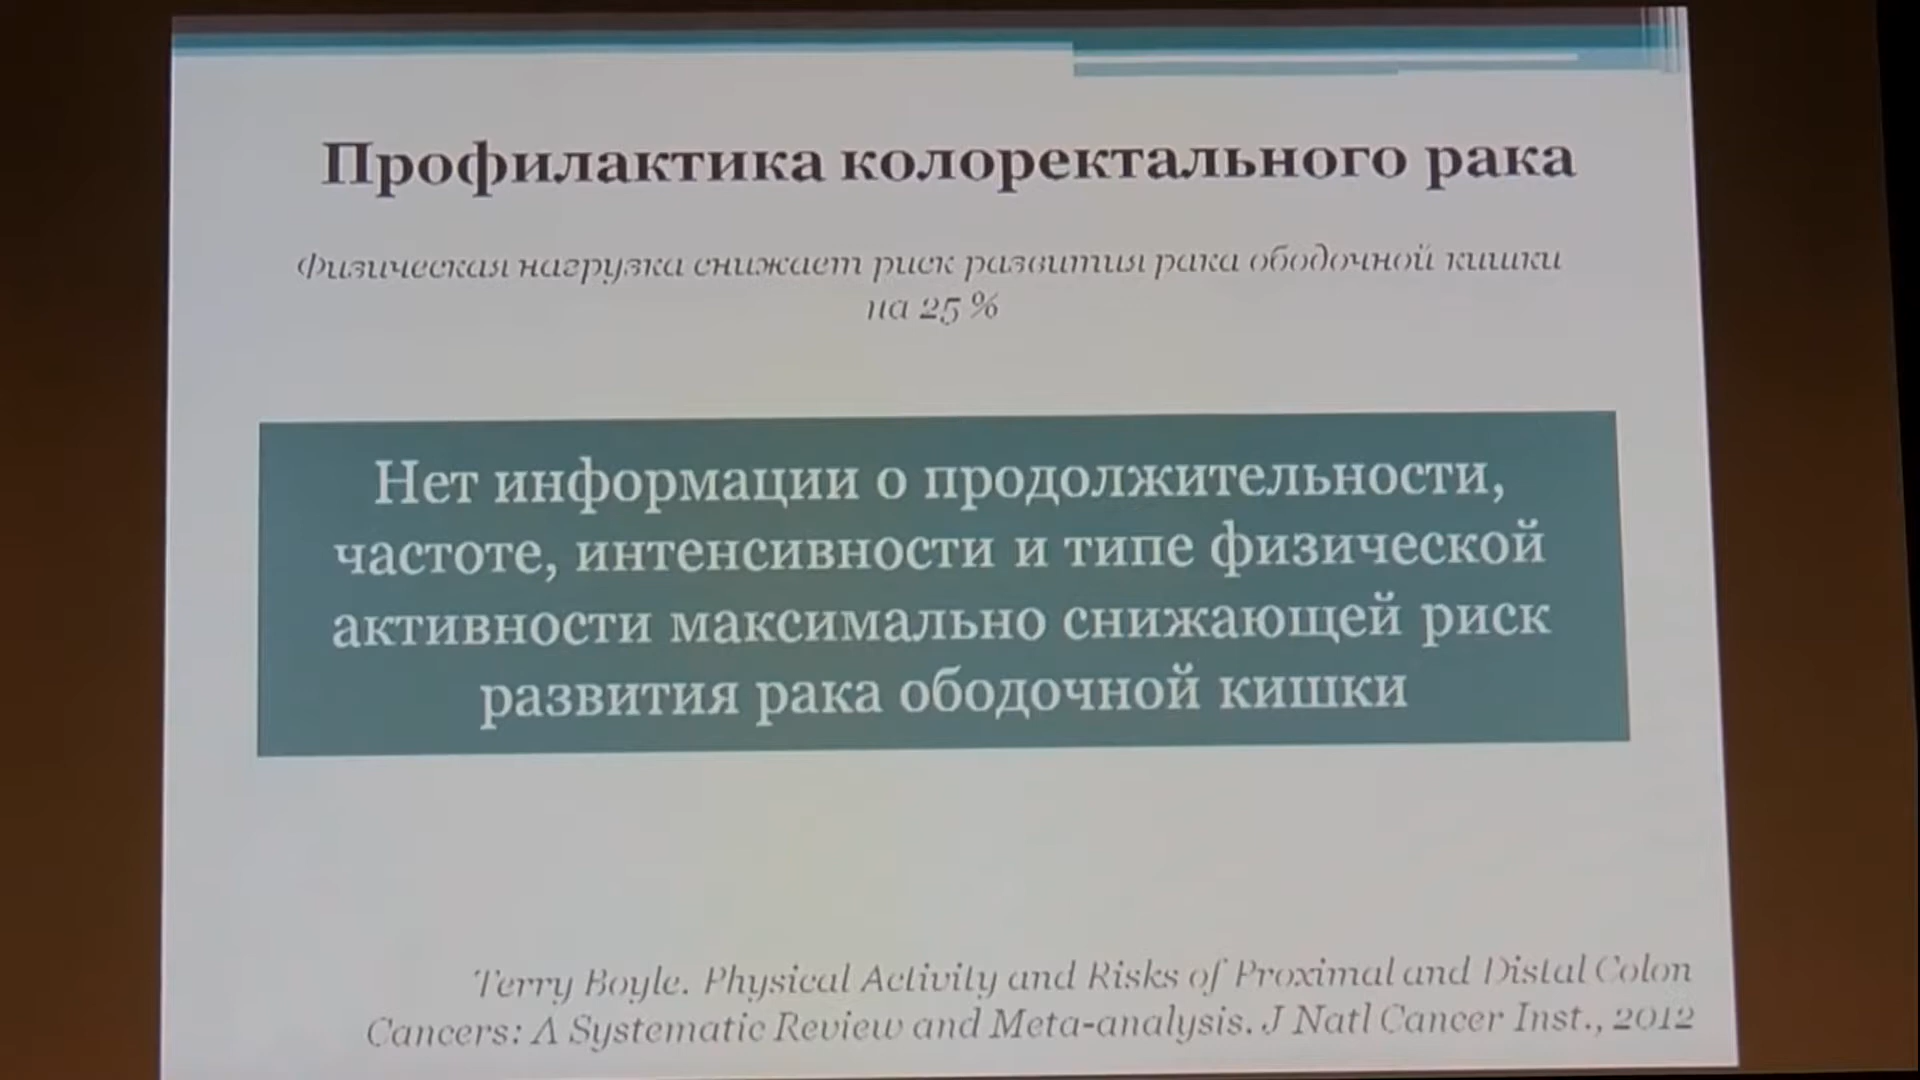 Профилактика колоректального рака
Физическая нагрузка снижает риск развития рака ободочной кишки
на 25 %
Нет информации о продолжительности,
частоте, интенсивности и типе физической
активности максимально снижающей риск
развития рака ободочной кишки
Terry Boyle. Physical Activity and Risks of Proximal and Distal Colon
Cancers: A Systematic Review and Meta-analysis. J Natl Cancer Inst., 2012